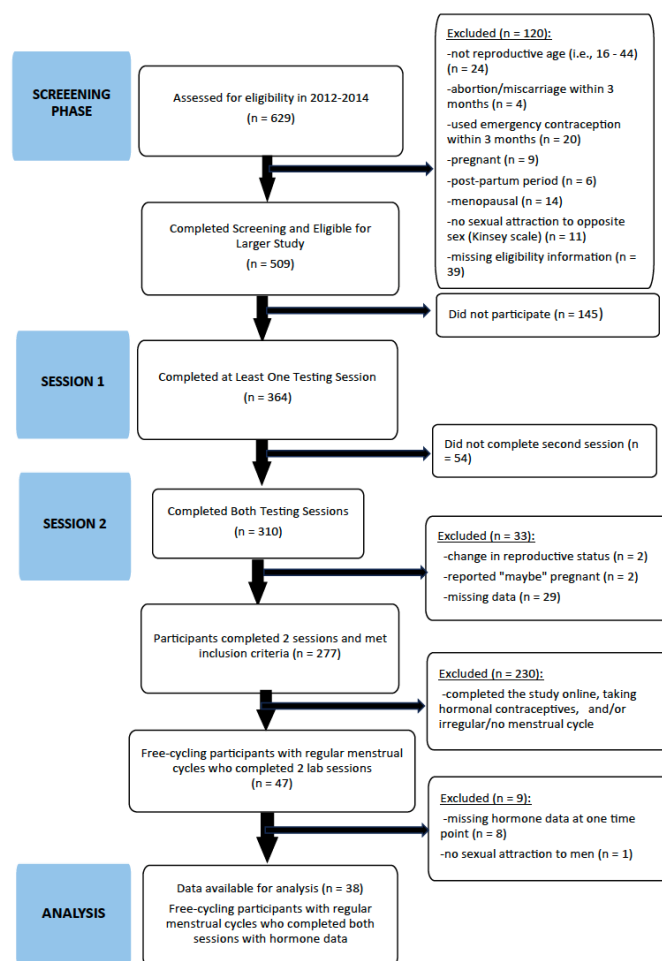 SCREEENING
PHASE
Assessed for eligibility in 2012-2014
(n = 629)
Excluded (n = 120):
-not reproductive age (i.e., 16 - 44)
(n = 24)
-abortion/miscarriage within 3
months (n = 4)
-used emergency contraception
within 3 months (n = 20)
-pregnant (n = 9)
-post-partum period (n = 6)
-menopausal (n = 14)
-no sexual attraction to opposite
sex (Kinsey scale) (n = 11)
-missing eligibility information (n =
39)
Completed Screening and Eligible for
Larger Study
(n = 509)
Did not participate (n = 145)
SESSION 1
Completed at Least One Testing Session
(n = 364)
Did not complete second session (n
= 54)
SESSION 2
Completed Both Testing Sessions
(n = 310)
Excluded (n = 33):
-change in reproductive status (n = 2)
-reported "maybe" pregnant (n = 2)
-missing data (n = 29)
Participants completed 2 sessions and met
inclusion criteria (n = 277)
Excluded (n = 230):
-completed the study online, taking
hormonal contraceptives, and/or
irregular/no menstrual cycle
Free-cycling participants with regular menstrual
cycles who completed 2 lab sessions
(n = 47)
Excluded (n = 9):
-missing hormone data at one time
point (n = 8)
-no sexual attraction to men (n = 1)
ANALYSIS
Data available for analysis (n = 38)
Free-cycling participants with regular
menstrual cycles who completed both
sessions with hormone data